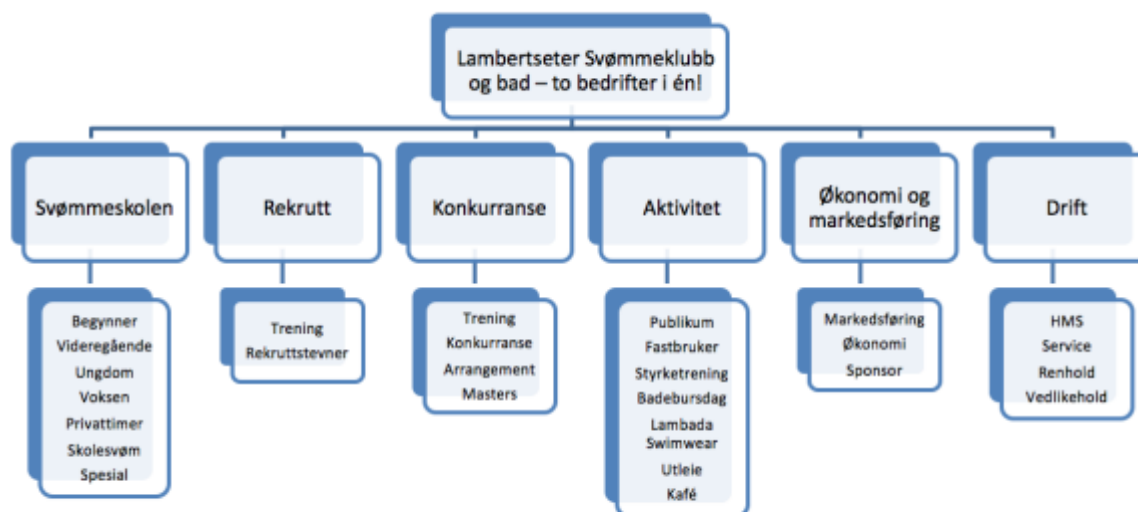 Lambertseter Svømmeklubb
og bad – to bedrifter i én!
Svømmeskolen
Rekrutt
Konkurranse
Aktivitet
Økonomi og
markedsføring
Drift
Begynner
Videregående
Ungdom
Voksen
Privattimer
Skolesvøm
Spesial
Trening
Rekruttstevner
Trening
Konkurranse
Arrangement
Masters
Publikum
Fastbruker
Styretrening
Badebursdag
Lambada
Swimwear
Utleie
Kafé
Markedsføring
Økonomi
Sponsor
HMS
Service
Renhold
Vedlikehold